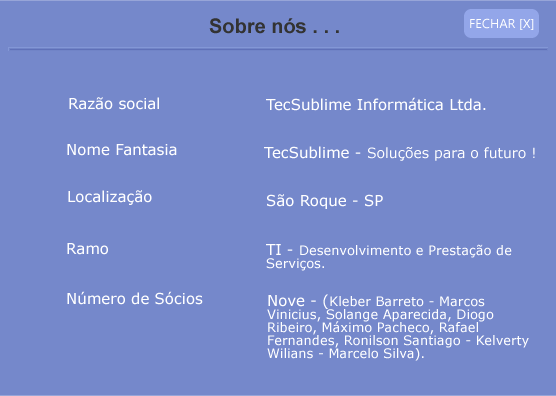 Sobre nós . . .
FECHAR [X]
Razão social
TecSublime Informática Ltda.
Nome Fantasia
TecSublime - Soluções para o futuro !
Localização
São Roque - SP
Ramo
TI - Desenvolvimento e Prestação de
Serviços.
Número de Sócios
Nove - (Kleber Barreto - Marcos
Vinicius, Solange Aparecida, Diogo
Ribeiro, Máximo Pacheco, Rafael
Fernandes, Ronilson Santiago - Kelverty
Wilians - Marcelo Silva).